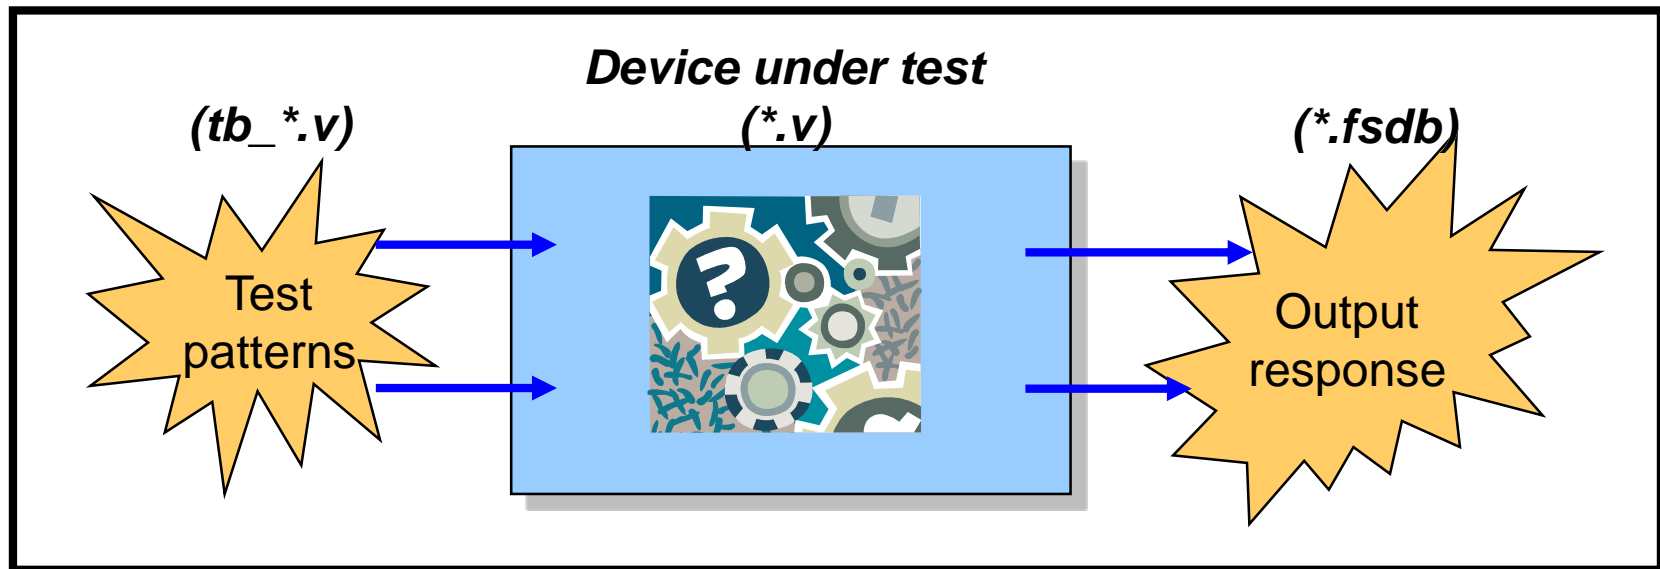 Device under test
(tb_*.v)
(*.v)
(*.fsdb)
Test
patterns
?
Output
response